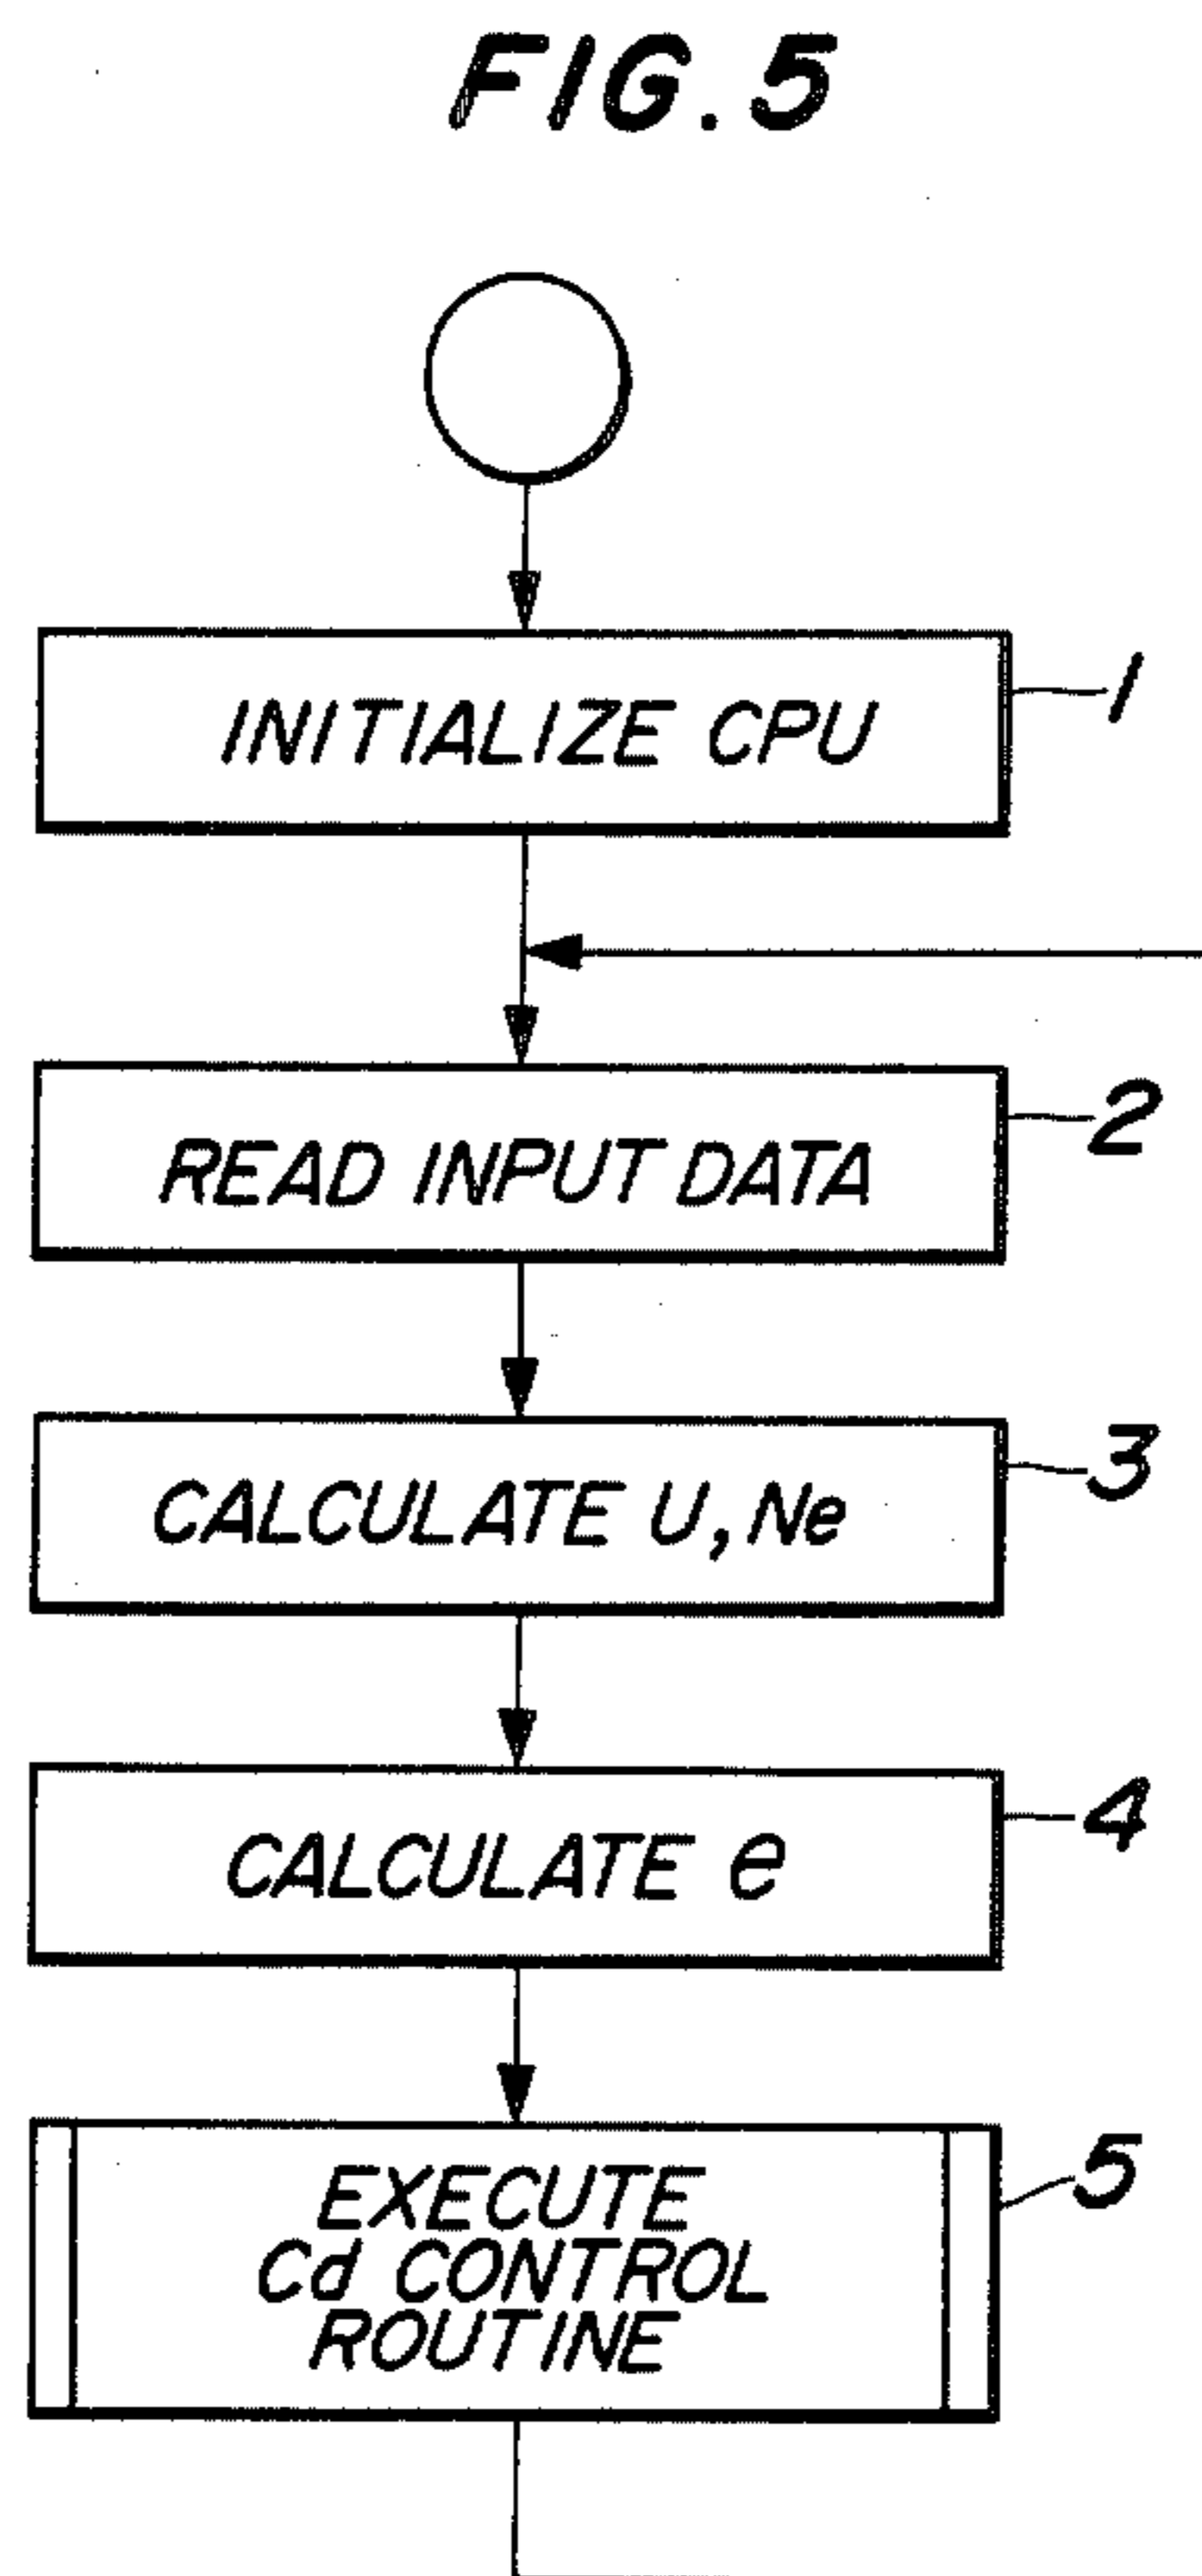 FIG. 5
INITIALIZE CPU
1
READ INPUT DATA
2
CALCULATE U, Ne
3
CALCULATE e
4
EXECUTE
Cd CONTROL
ROUTINE
5